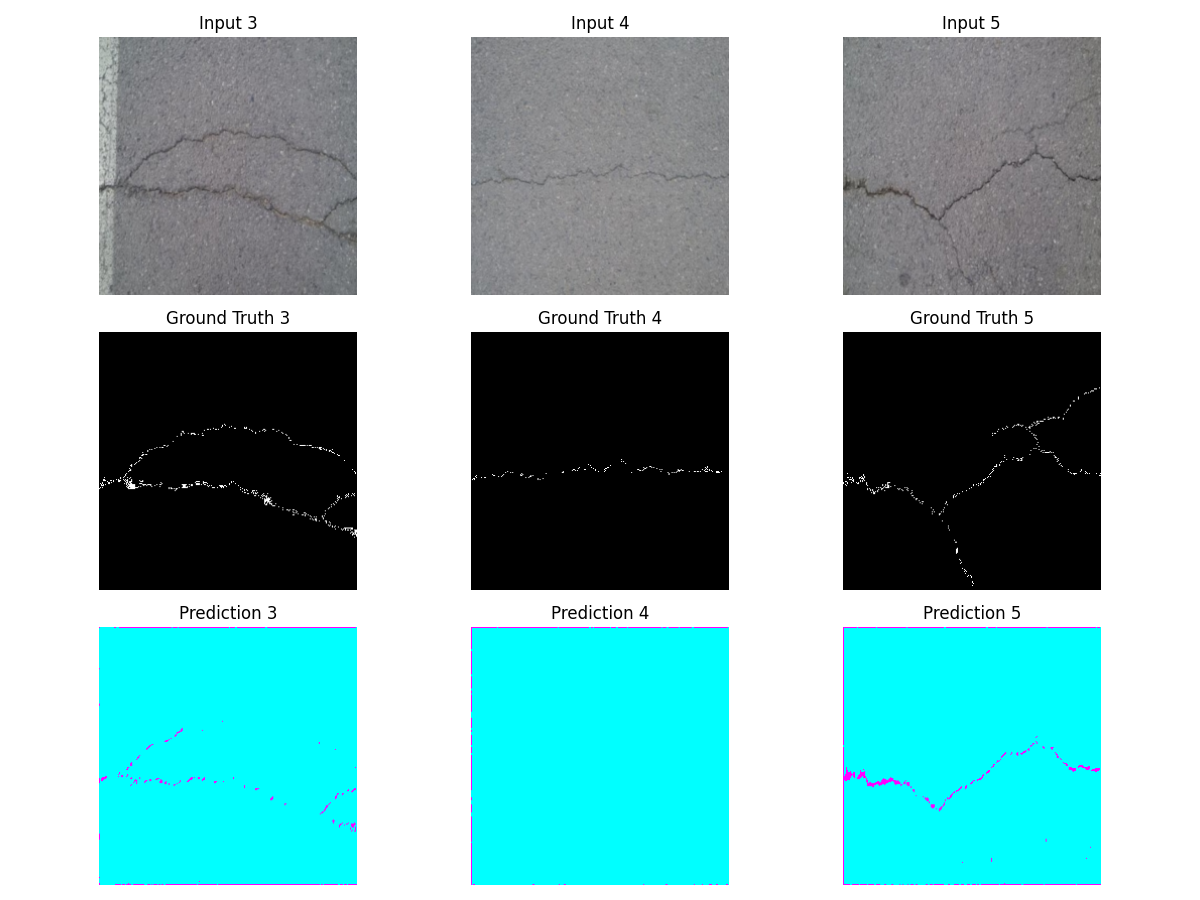 Input 3
Input 4
Input 5
Ground Truth 3
Ground Truth 4
Ground Truth 5
Prediction 3
Prediction 4
Prediction 5